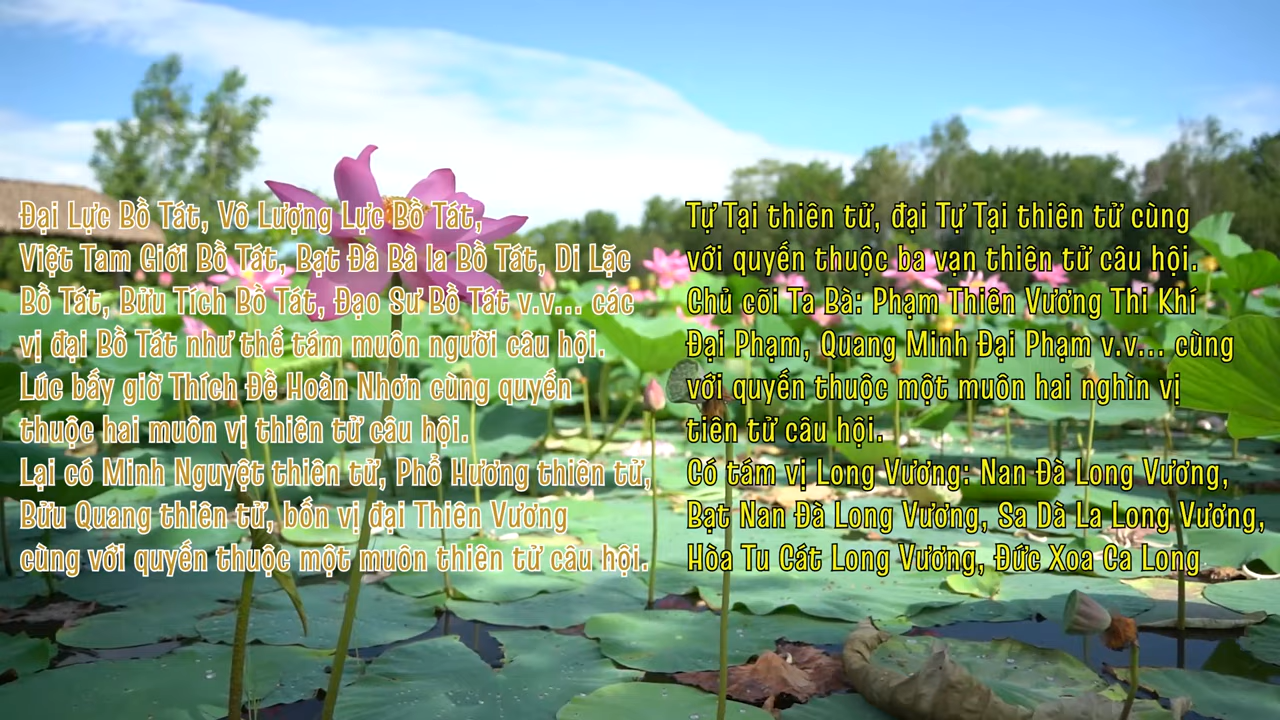 Đại Lực Bồ Tát, Vô Lượng Lực Bồ Tát,
Việt Tam Giới Bồ Tát, Bạt Đà Bà la Bồ Tát, Di Lặc
Bồ Tát, Bửu Tích Bồ Tát, Đạo Sư Bồ Tát v.v... các
vị đại Bồ Tát như thế tám muôn người câu hội.
Lúc bấy giờ Thích Đề Hoàn Nhơn cùng quyến
thuộc hai muôn vị thiên tử câu hội.
Lại có Minh Nguyệt thiên tử, Phổ Hương thiên tử,
Bửu Quang thiên tử, bốn vị đại Thiên Vương
cùng với quyến thuộc một muôn thiên tử câu hội.
Tự Tại thiên tử, đại Tự Tại thiên tử cùng
với quyến thuộc ba vạn thiên tử câu hội.
Chủ cõi Ta Bà: Phạm Thiên Vương Thi Khí
Đại Phạm, Quang Minh Đại Phạm v.v... cùng
với quyến thuộc một muôn hai nghìn vị
tiên tử câu hội.
Có tám vị Long Vương: Nan Đà Long Vương,
Bạt Nan Đà Long Vương, Sa Dà La Long Vương,
Hòa Tu Cát Long Vương, Đức Xoa Ca Long